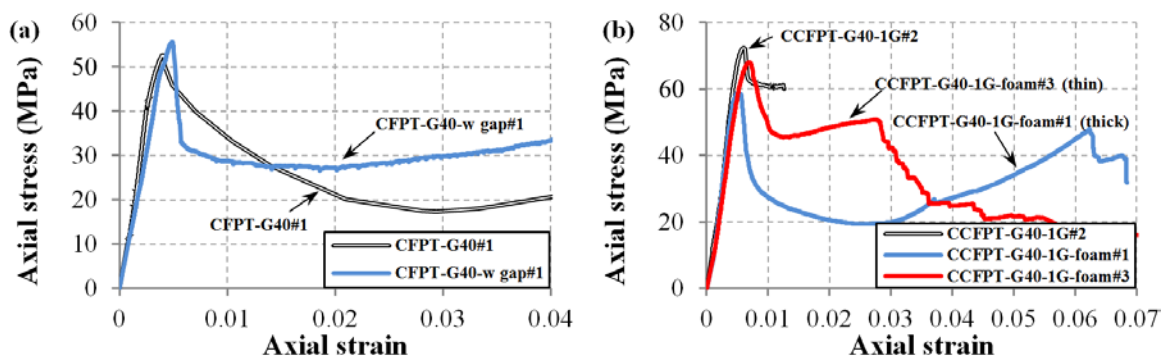 (a)
Axial stress (MPa)
60
50
40
30
20
10
0
CFPT-G40-w gap#1
CFPT-G40#1
CFPT-G40#1
CFPT-G40-w gap#1
0
0.01
0.02
0.03
0.04
Axial strain
(b)
Axial stress (MPa)
80
60
40
20
0
CCFPT-G40-1G#2
CCFPT-G40-1G-foam#3 (thin)
CCFPT-G40-1G-foam#1 (thick)
CCFPT-G40-1G#2
CCFPT-G40-1G-foam#1
CCFPT-G40-1G-foam#3
0
0.01
0.02
0.03
0.04
0.05
0.06
0.07
Axial strain